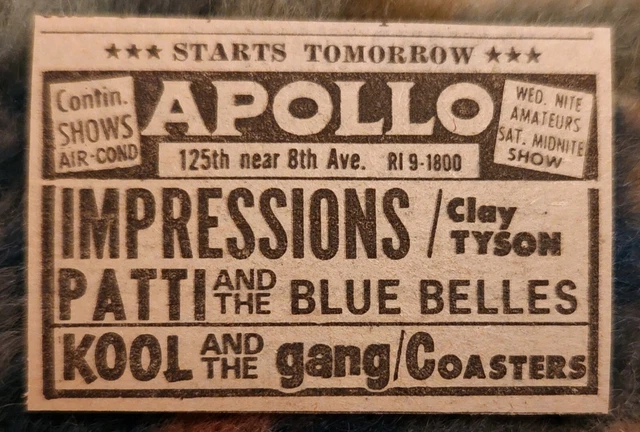 ★★★ STARTS TOMORROW ★★★
Contin.
SHOWS
AIR-COND
APOLLO
WED. NITE
AMATEURS
SAT. MIDNITE
SHOW
125th near 8th Ave. RI 9-1800
IMPRESSIONS / Clay TYSON
PATTI AND THE BLUE BELLES
KOOL AND THE gang/COASTERS